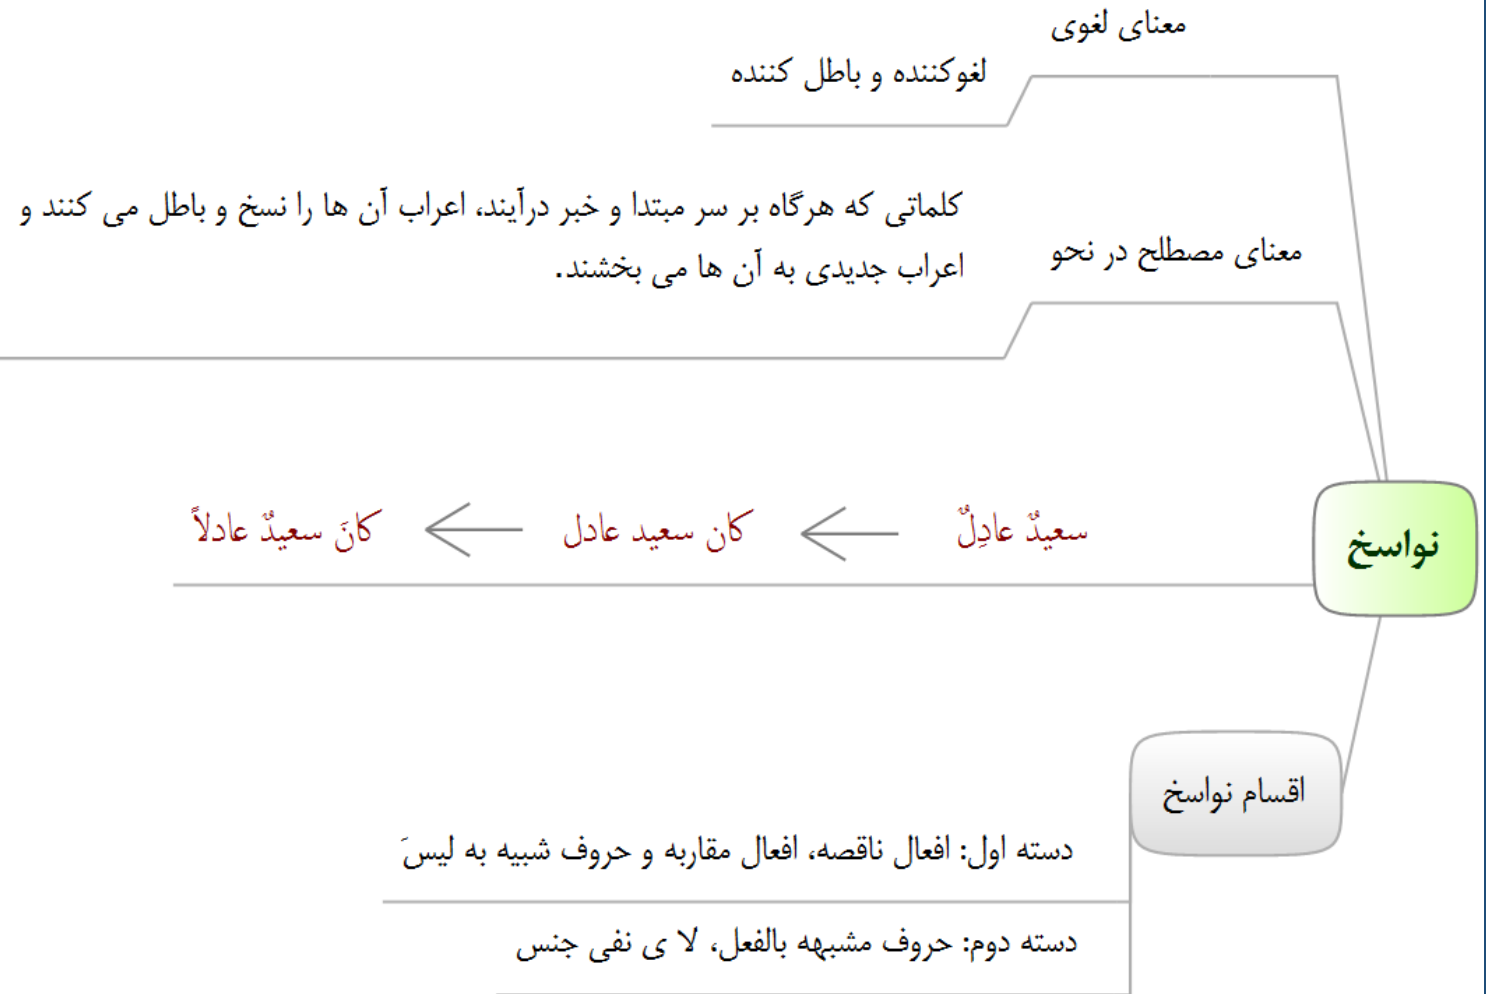 معنای لغوی
لغوکننده و باطل کننده
معنای مصطلح در نحو
کلماتی که هرگاه بر سر مبتدا و خبر درآیند، اعراب آن ها را نسخ و باطل می کنند و
اعراب جدیدی به آن ها می بخشند.
نواسخ
سعیدٌ عادِلٌ ← کان سعید عادل ← کانَ سعیدٌ عادلاً
اقسام نواسخ
دسته اول: افعال ناقصه، افعال مقاربه و حروف شبیه به لیسَ
دسته دوم: حروف مشبهه بالفعل، لا ی نفی جنس